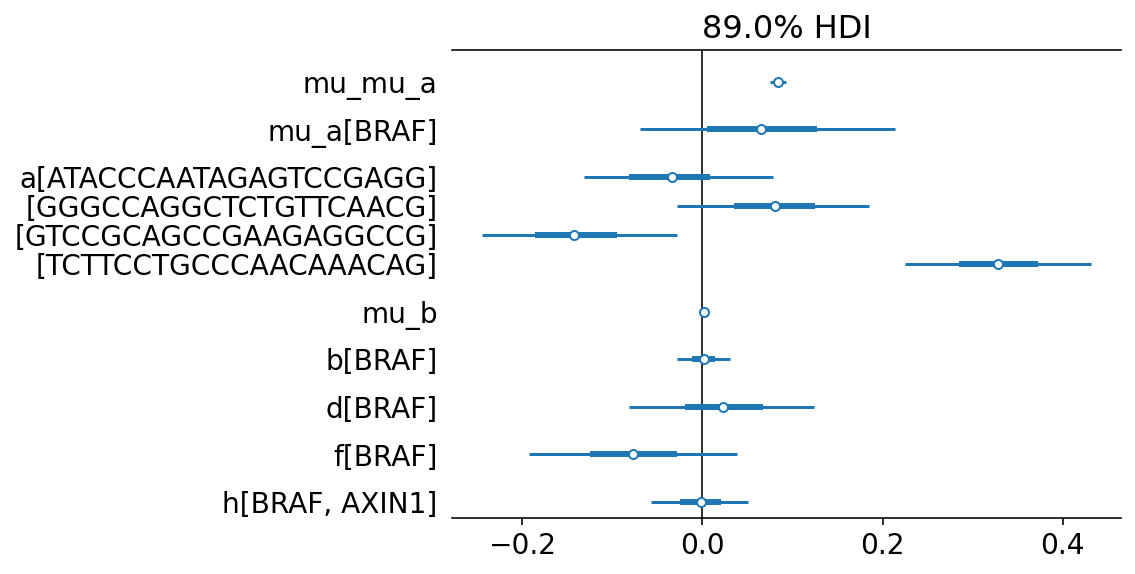 89.0% HDI
mu_mu_a
mu_a[BRAF]
a[ATACCCAATAGAGTCCGAGG]
[GGGCCAGGCTCTGTTCAACG]
[GTCCGCAGCCGAAGAGGCCG]
[TCTTCCTGCCCAACAAACAG]
mu_b
b[BRAF]
d[BRAF]
f[BRAF]
h[BRAF, AXIN1]
−0.2 0.0 0.2 0.4